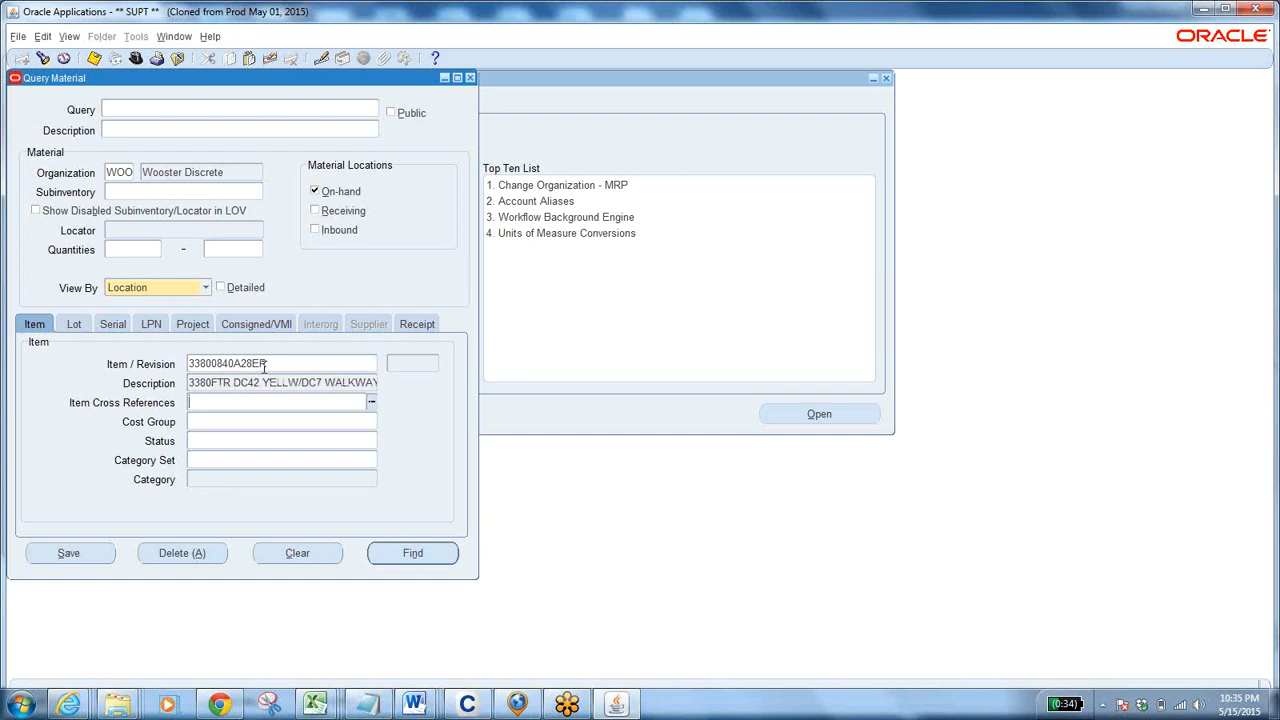 Oracle Applications - ** SUPT ** (Cloned from Prod May 01, 2015)
File Edit View Folder Tools Window Help
ORACLE
Query Material
Query
Public
Description
Material
Organization WOO Wooster Discrete
Subinventory
Show Disabled Subinventory/Locator in LOV
Locator
Quantities -
View By Location Detailed
Material Locations
On-hand
Receiving
Inbound
Item Lot Serial LPN Project Consigned/VMI Interorg Supplier Receipt
Item
Item / Revision 33800840A28EP
Description 3380FTR DC42 YELLW/DC7 WALKWAY
Item Cross References
Cost Group
Status
Category Set
Category
Save Delete (A) Clear Find
Top Ten List
1. Change Organization - MRP
2. Account Aliases
3. Workflow Background Engine
4. Units of Measure Conversions
Open
(0:34)
10:35 PM
5/15/2015